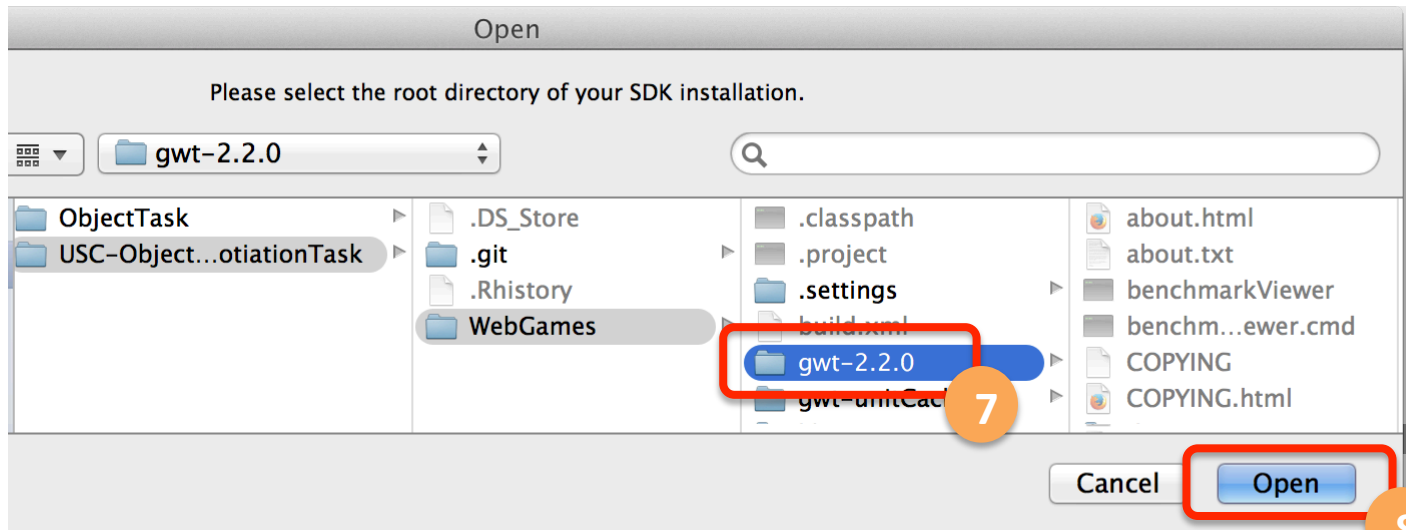 Open
Please select the root directory of your SDK installation.
gwt-2.2.0
ObjectTask
USC-Object...otiationTask
.DS_Store
.git
.Rhistory
WebGames
.classpath
.project
.settings
build.xml
gwt-2.2.0
7
about.html
about.txt
benchmarkViewer
benchm...ewer.cmd
COPYING
COPYING.html
Cancel
Open